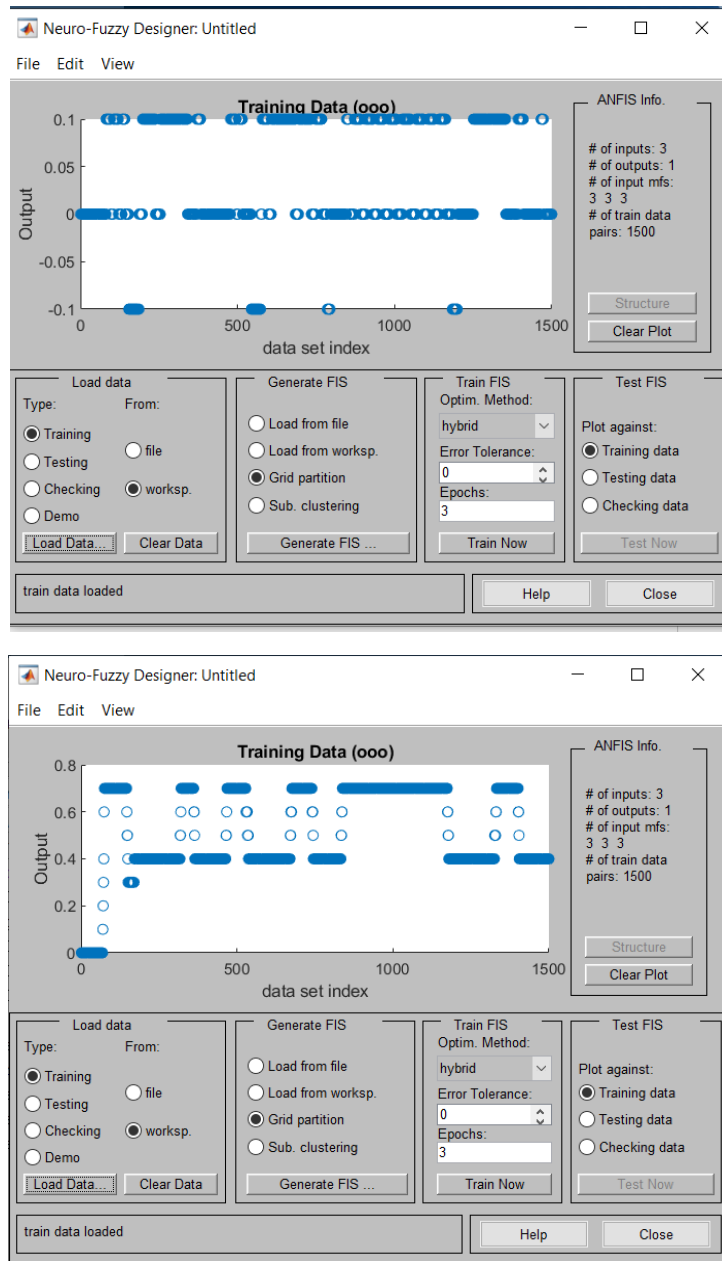 Neuro-Fuzzy Designer: Untitled
File Edit View
Training Data (ooo)
0.1
0.05
0
-0.05
-0.1
Output
0 500 1000 1500
data set index
ANFIS Info.
# of inputs: 3
# of outputs: 1
# of input mfs:
3 3 3
# of train data
pairs: 1500
Structure
Clear Plot
Load data
Type: From:
Training
Testing
Checking
Demo
file
worksp.
Load Data... Clear Data
Generate FIS
Load from file
Load from worksp.
Grid partition
Sub. clustering
Generate FIS ...
Train FIS
Optim. Method:
hybrid
Error Tolerance:
0
Epochs:
3
Train Now
Test FIS
Plot against:
Training data
Testing data
Checking data
Test Now
train data loaded
Help Close
Neuro-Fuzzy Designer: Untitled
File Edit View
Training Data (ooo)
0.8
0.6
0.4
0.2
0
Output
0 500 1000 1500
data set index
ANFIS Info.
# of inputs: 3
# of outputs: 1
# of input mfs:
3 3 3
# of train data
pairs: 1500
Structure
Clear Plot
Load data
Type: From:
Training
Testing
Checking
Demo
file
worksp.
Load Data... Clear Data
Generate FIS
Load from file
Load from worksp.
Grid partition
Sub. clustering
Generate FIS ...
Train FIS
Optim. Method:
hybrid
Error Tolerance:
0
Epochs:
3
Train Now
Test FIS
Plot against:
Training data
Testing data
Checking data
Test Now
train data loaded
Help Close